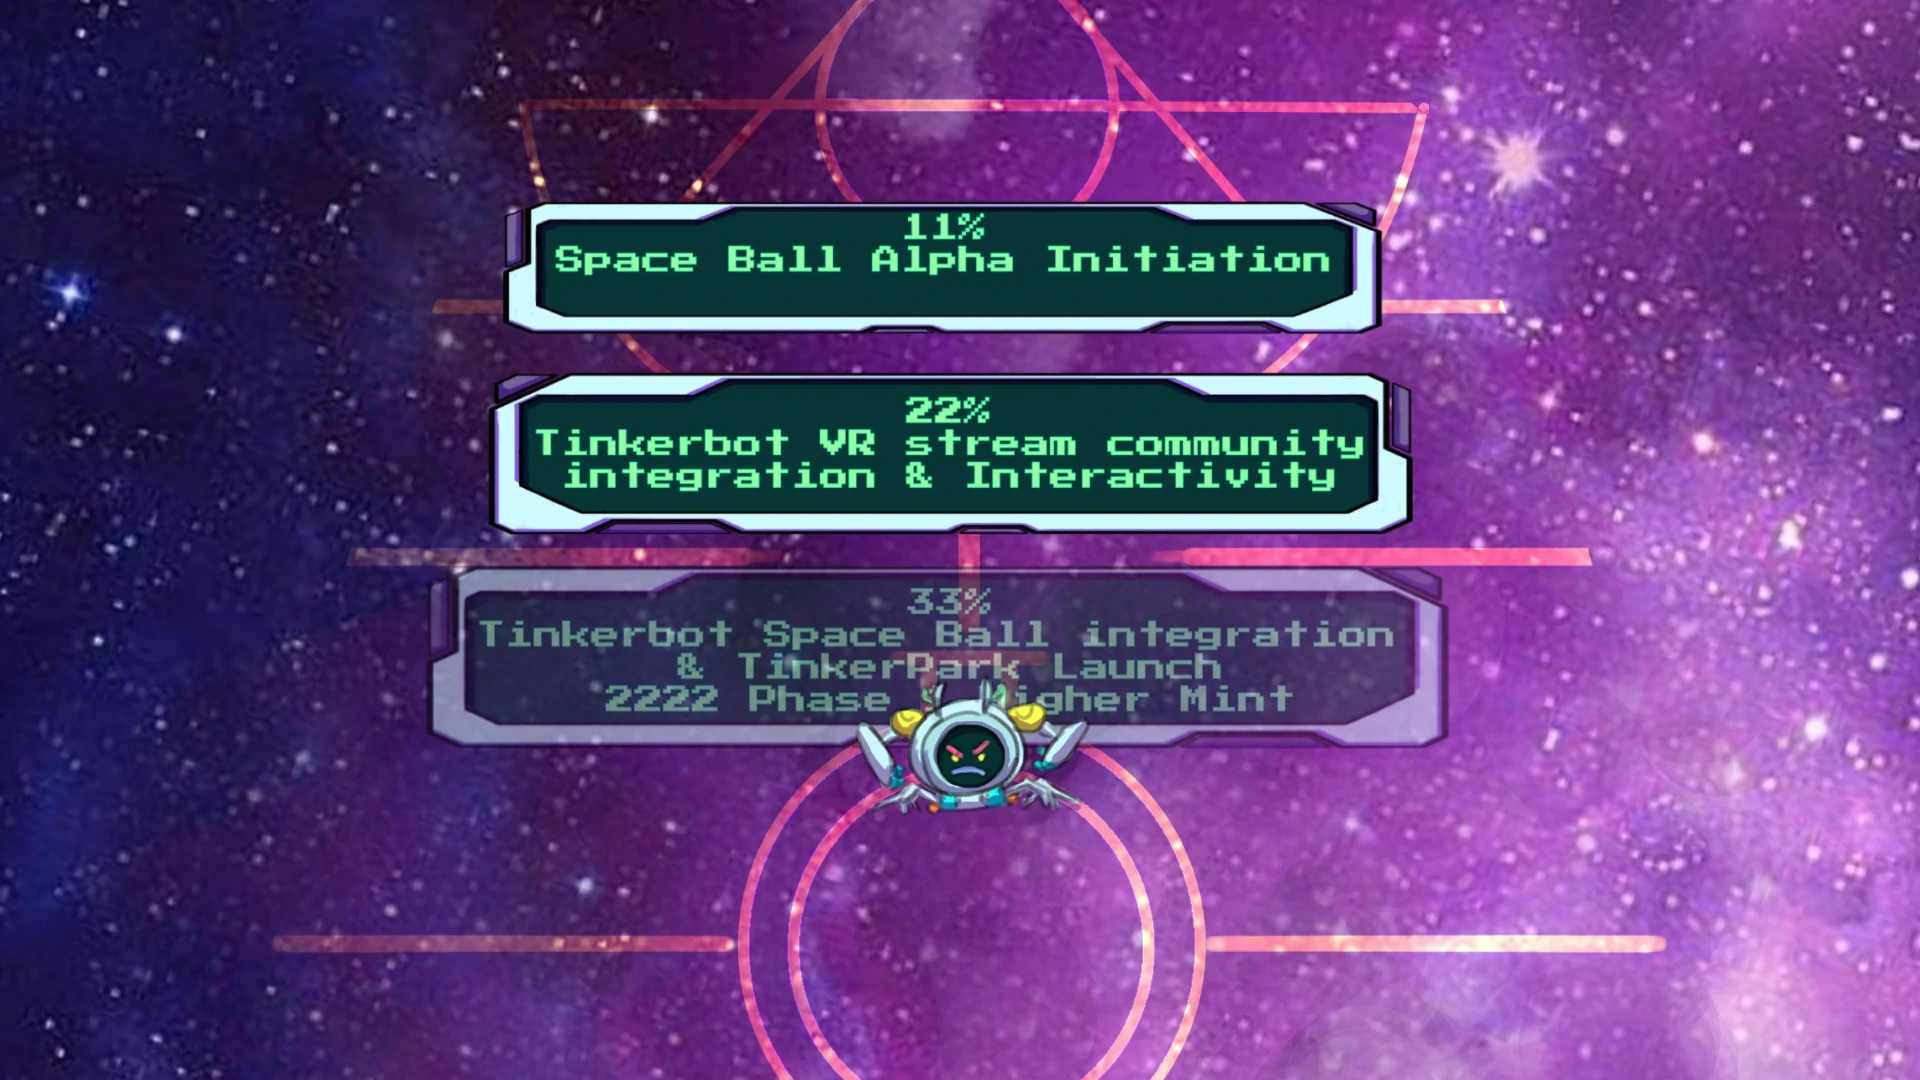 11%
Space Ball Alpha Initiation
22%
Tinkerbot VR stream community
integration & Interactivity
33%
Tinkerbot Space Ball integration
& TinkerPark Launch
2222 Phase Higher Mint